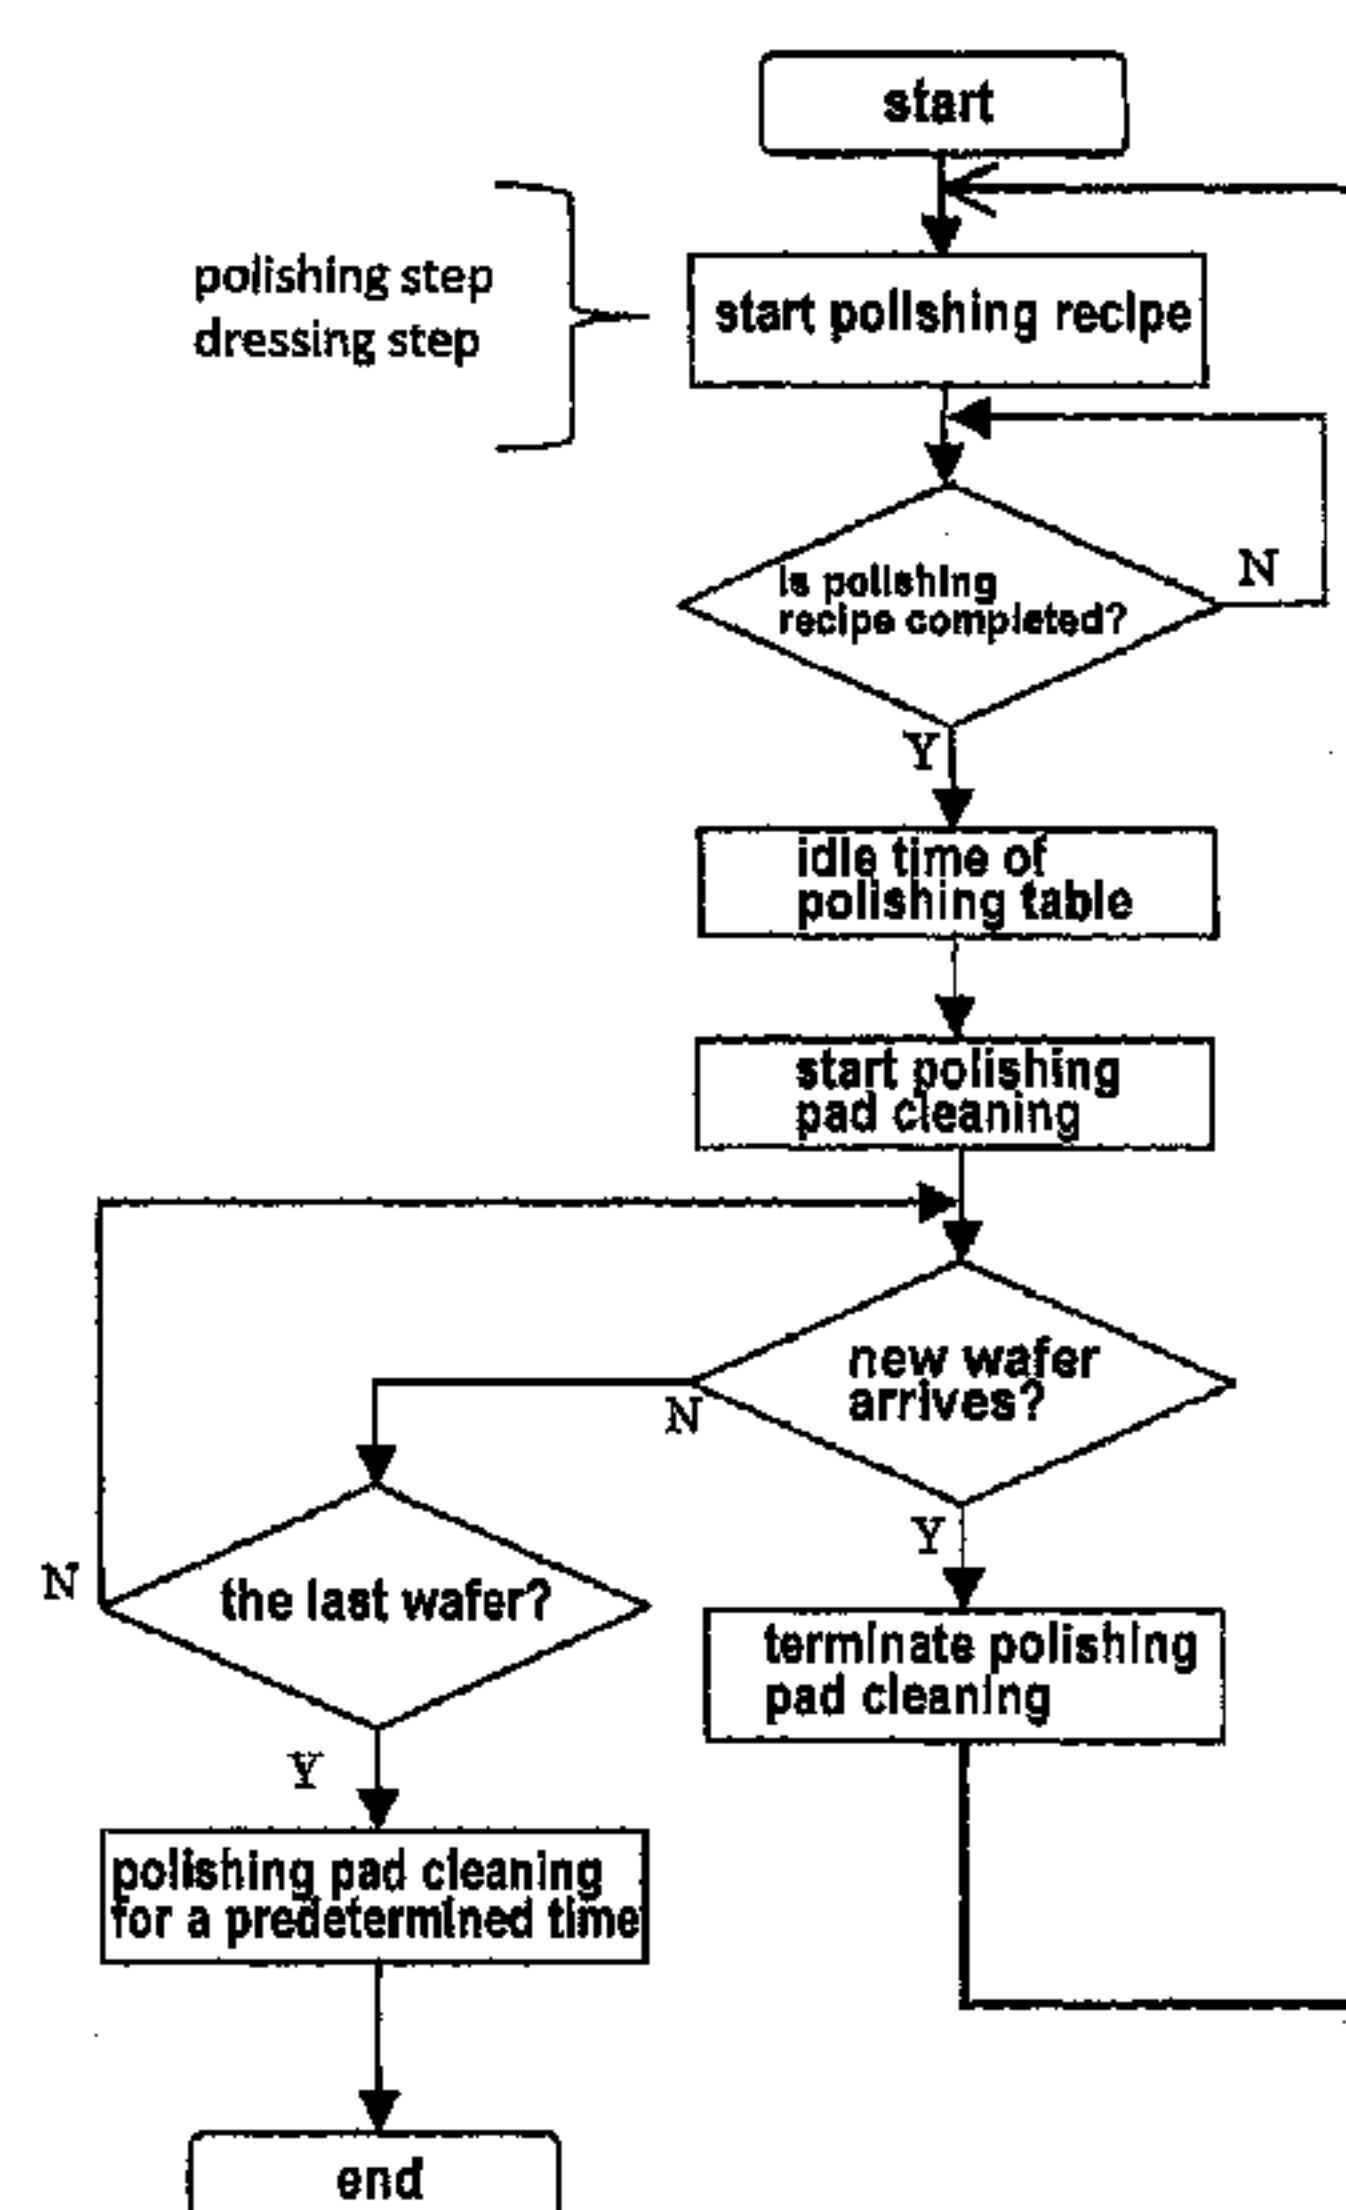 start
polishing step
dressing step
start polishing recipe
is polishing
recipe completed?
N
Y
idle time of
polishing table
start polishing
pad cleaning
new wafer
arrives?
N
Y
the last wafer?
N
terminate polishing
pad cleaning
Y
polishing pad cleaning
for a predetermined time
end